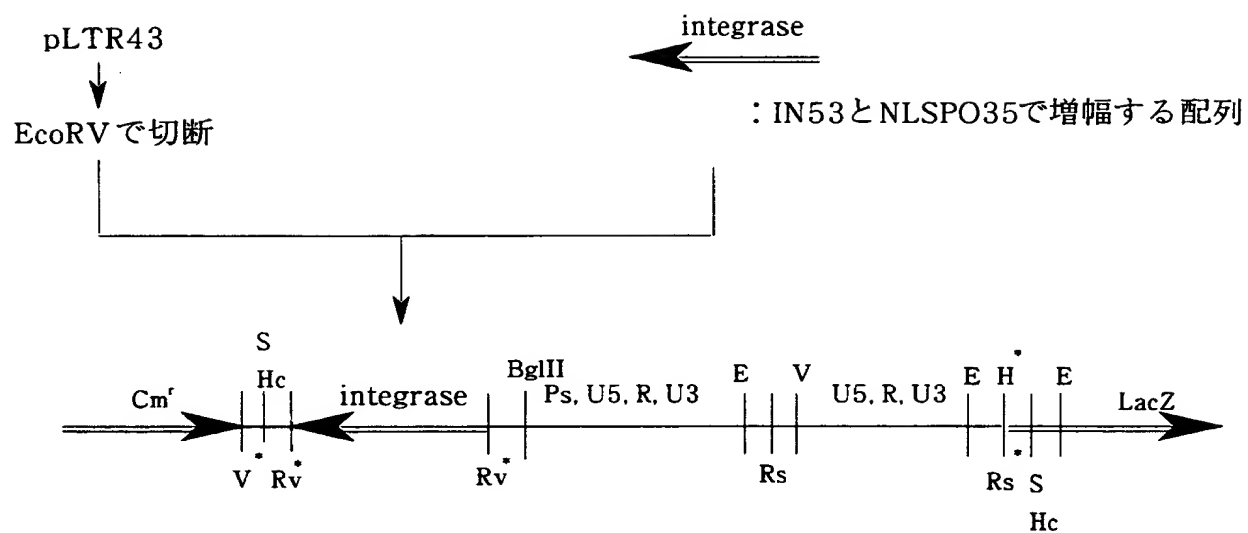 pLTR43
integrase
EcoRVで切断
：IN53とNLSPO35で増幅する配列
S
Hc
Cmʳ
integrase
BglII
Ps, U5, R, U3
E
V
U5, R, U3
E H* E
LacZ
V* Rv*
Rv*
Rs
Rs* S
Hc